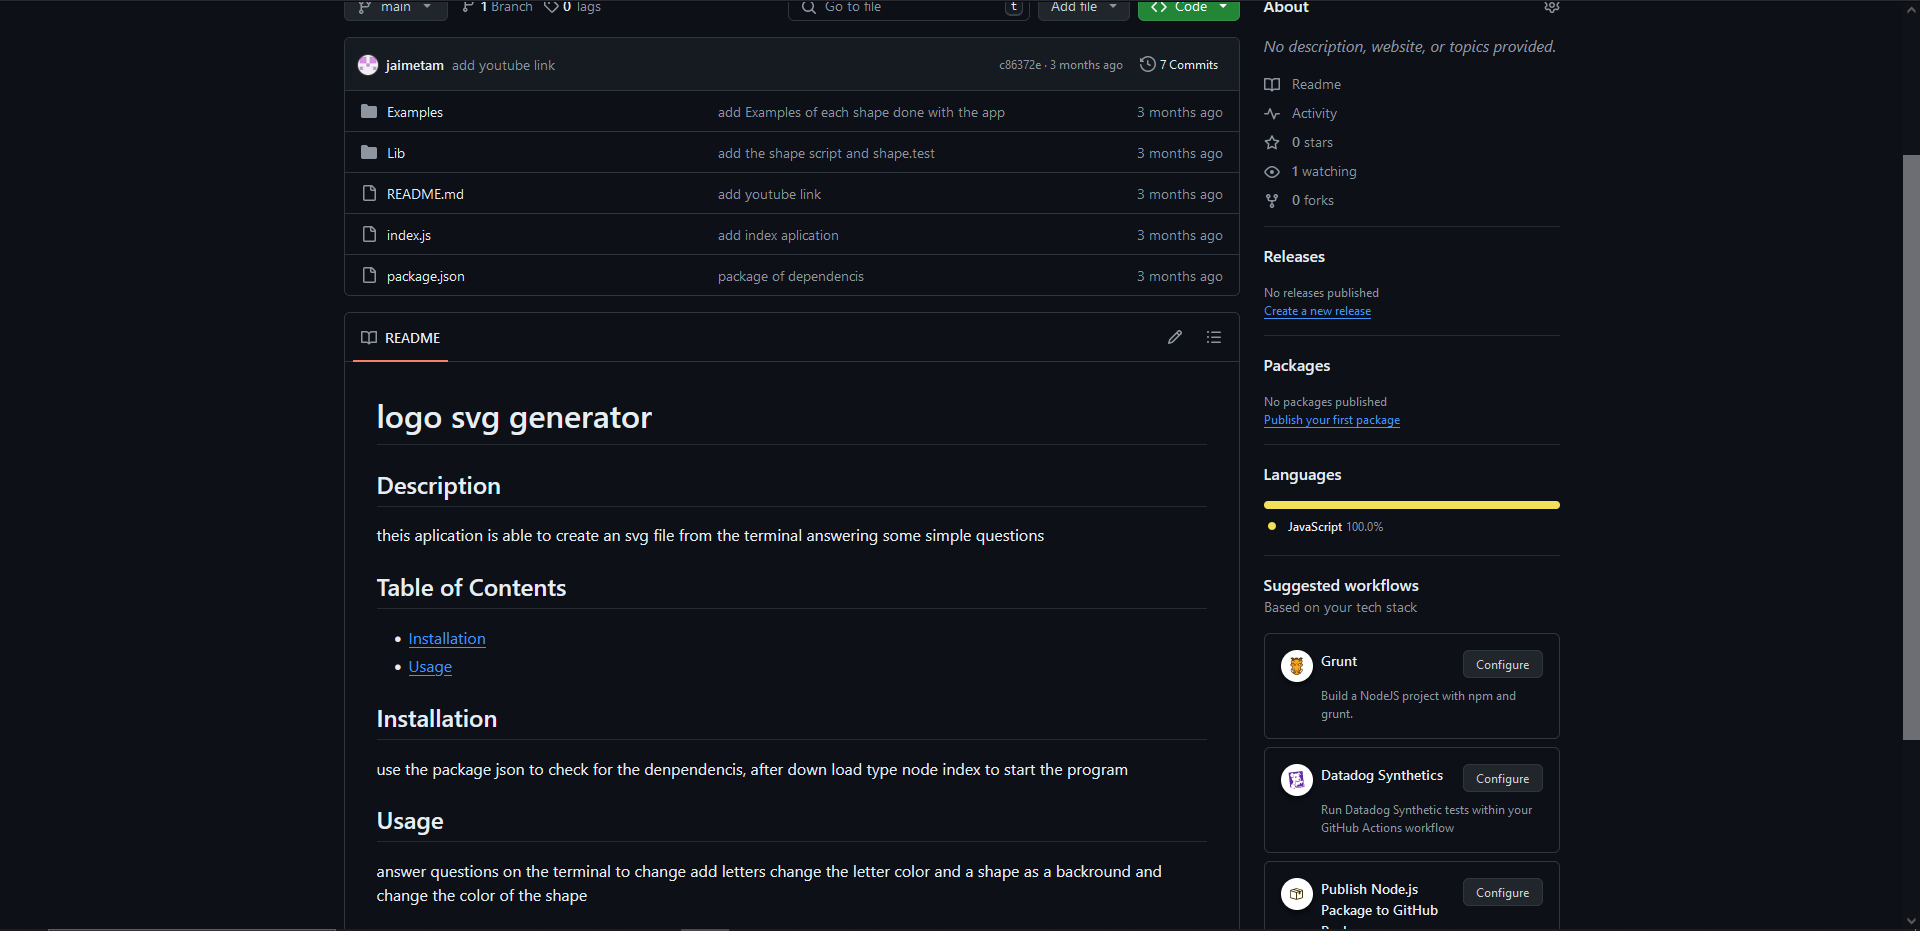 main
1 Branch
0 Tags
Go to file
t
Add file
Code
About
jaimetam add youtube link
c86372e · 3 months ago
7 Commits
Examples add Examples of each shape done with the app 3 months ago
Lib add the shape script and shape.test 3 months ago
README.md add youtube link 3 months ago
index.js add index aplication 3 months ago
package.json package of dependencis 3 months ago
README
logo svg generator
Description
theis aplication is able to create an svg file from the terminal answering some simple questions
Table of Contents
• Installation
• Usage
Installation
use the package json to check for the denpendencis, after down load type node index to start the program
Usage
answer questions on the terminal to change add letters change the letter color and a shape as a backround and
change the color of the shape
No description, website, or topics provided.
Readme
Activity
0 stars
1 watching
0 forks
Releases
No releases published
Create a new release
Packages
No packages published
Publish your first package
Languages
JavaScript 100.0%
Suggested workflows
Based on your tech stack
Grunt
Configure
Build a NodeJS project with npm and
grunt.
Datadog Synthetics
Configure
Run Datadog Synthetic tests within your
GitHub Actions workflow
Publish Node.js
Package to GitHub
Configure